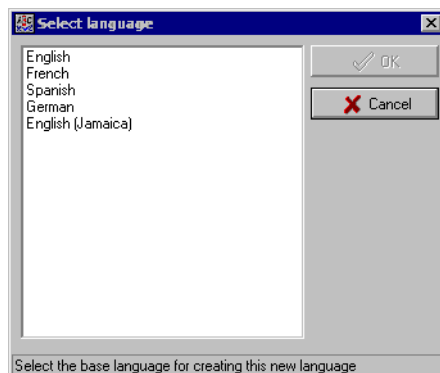 Select language
English
French
Spanish
German
English (Jamaica)
OK
Cancel
Select the base language for creating this new language